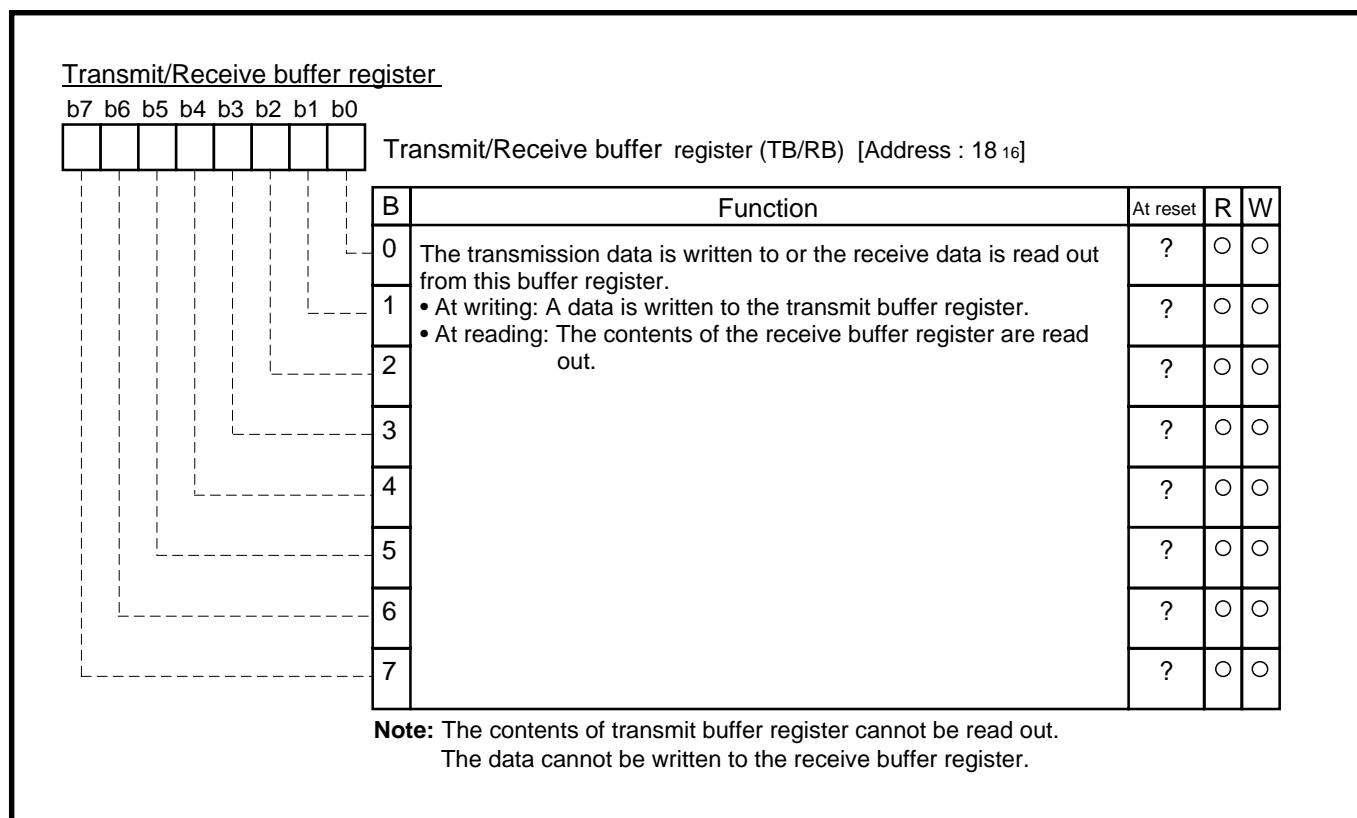 Transmit/Receive buffer register
b7 b6 b5 b4 b3 b2 b1 b0
Transmit/Receive buffer register (TB/RB) [Address : 18 16]
B Function At reset R W
0 The transmission data is written to or the receive data is read out ? ○ ○
from this buffer register.
1 • At writing: A data is written to the transmit buffer register. ? ○ ○
• At reading: The contents of the receive buffer register are read
out.
2 ? ○ ○
3 ? ○ ○
4 ? ○ ○
5 ? ○ ○
6 ? ○ ○
7 ? ○ ○
Note: The contents of transmit buffer register cannot be read out.
The data cannot be written to the receive buffer register.